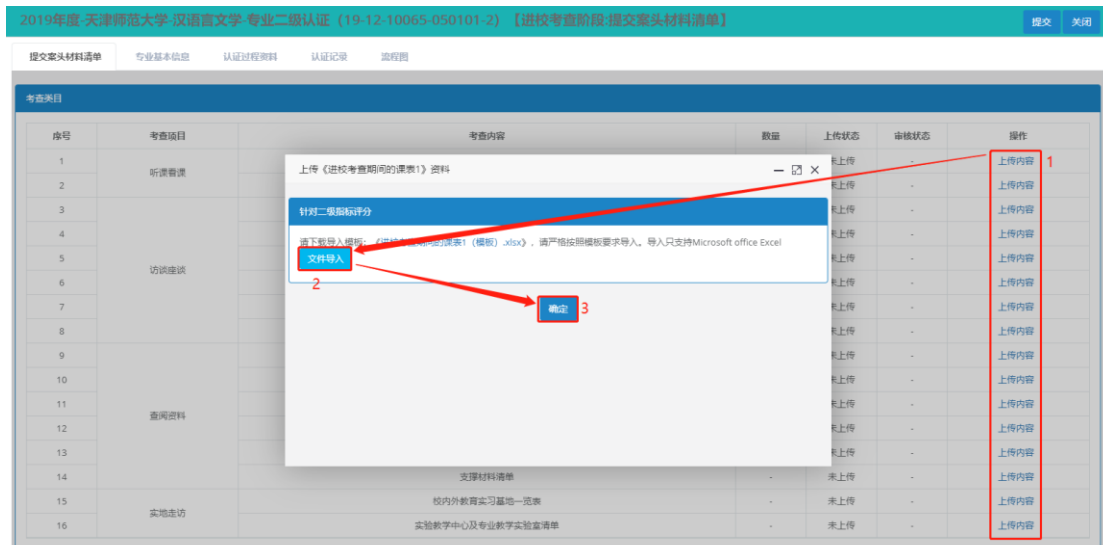 2019年度-天津师范大学-汉语言文学-专业二级认证（19-12-10065-050101-2）【进校考查阶段:提交案头材料清单】
提交 关闭
提交案头材料清单 专业基本信息 认证过程资料 认证记录 流程图
考查类目
序号 考查项目 考查内容 数量 上传状态 审核状态 操作
1 听课看课 未上传 - 上传内容 1
2 未上传 - 上传内容
3 未上传 - 上传内容
4 未上传 - 上传内容
5 访谈座谈 未上传 - 上传内容
6 未上传 - 上传内容
7 未上传 - 上传内容
8 未上传 - 上传内容
9 未上传 - 上传内容
10 未上传 - 上传内容
11 查阅资料 未上传 - 上传内容
12 未上传 - 上传内容
13 未上传 - 上传内容
14 支撑材料清单 - 未上传 - 上传内容
15 实地走访 校内外教育实习基地一览表 - 未上传 - 上传内容
16 实验教学中心及专业教学实验室清单 - 未上传 - 上传内容
上传《进校考查期间的课表1》资料
针对二级指标评分
请下载导入模板：《进校考查期间的课表1（模板）.xlsx》，请严格按照模板要求导入。导入只支持Microsoft office Excel
文件导入
2
确定 3